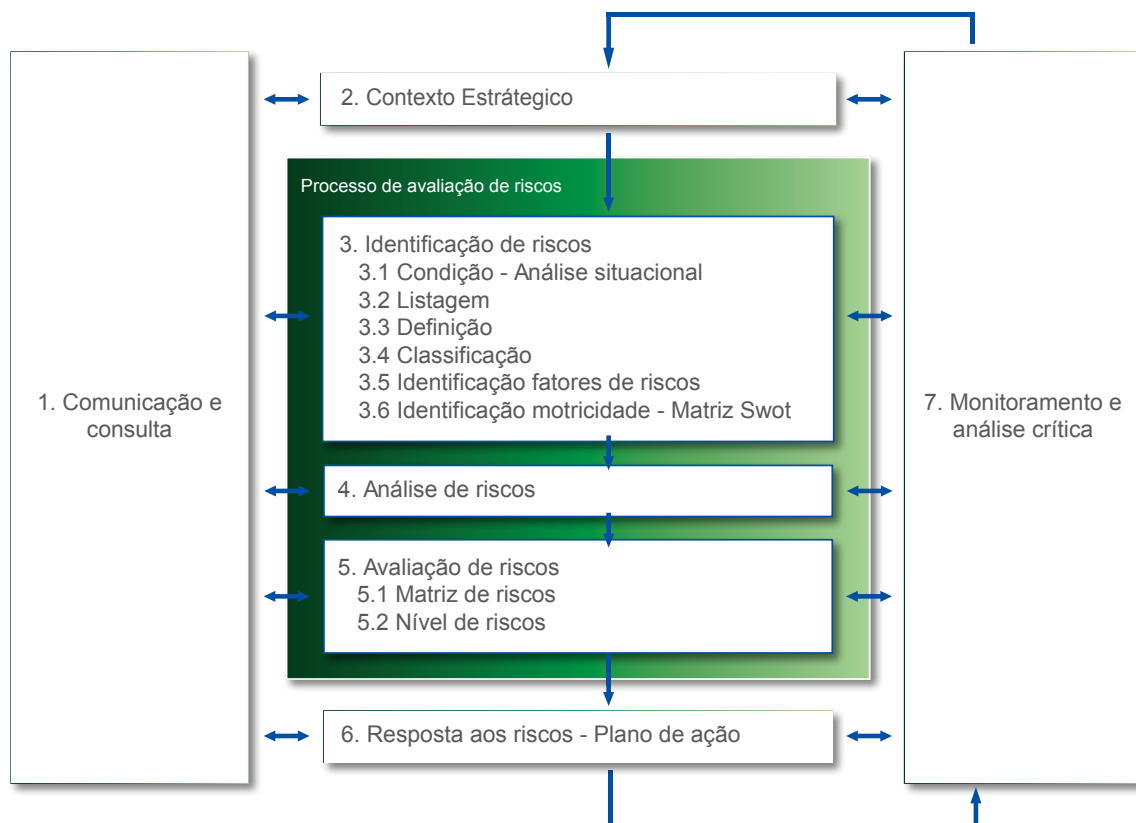 1. Comunicação e
consulta
2. Contexto Estrátegico
Processo de avaliação de riscos
3. Identificação de riscos
3.1 Condição - Análise situacional
3.2 Listagem
3.3 Definição
3.4 Classificação
3.5 Identificação fatores de riscos
3.6 Identificação motricidade - Matriz Swot
4. Análise de riscos
5. Avaliação de riscos
5.1 Matriz de riscos
5.2 Nível de riscos
6. Resposta aos riscos - Plano de ação
7. Monitoramento e
análise crítica